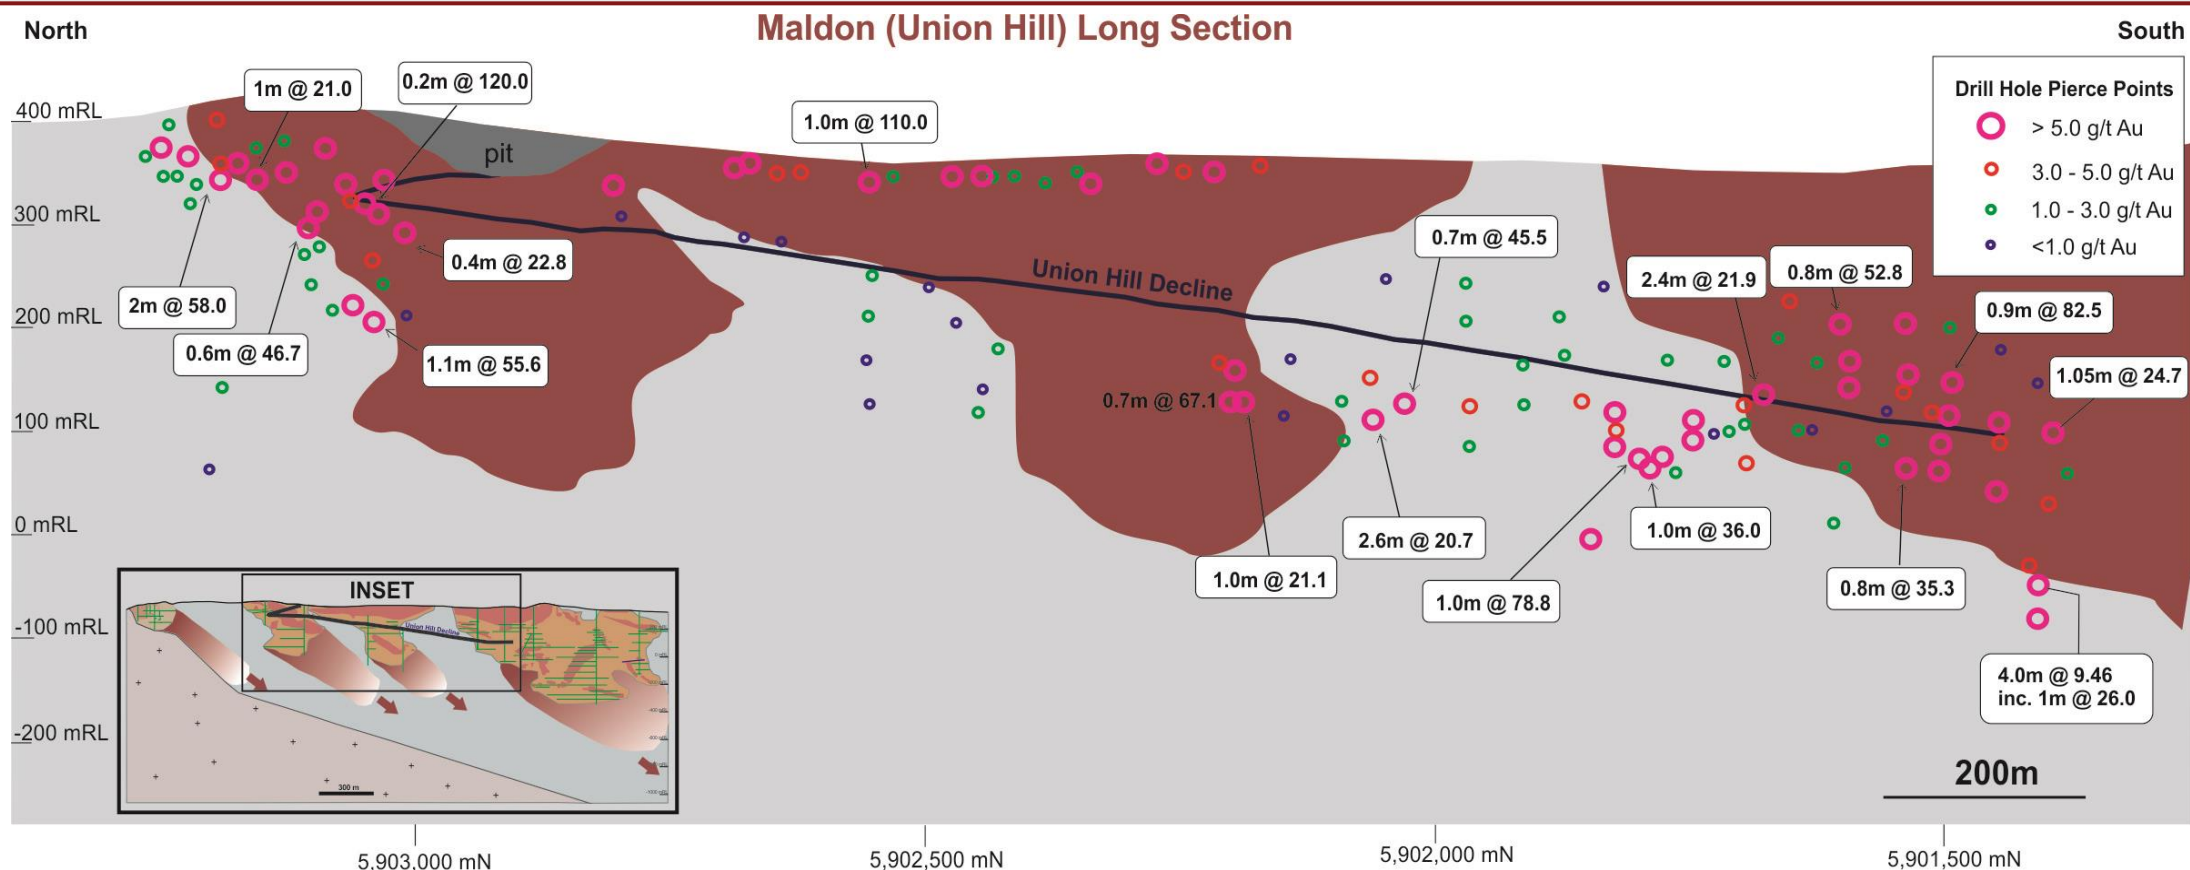 Maldon (Union Hill) Long Section
North
South
Drill Hole Pierce Points
> 5.0 g/t Au
3.0 - 5.0 g/t Au
1.0 - 3.0 g/t Au
<1.0 g/t Au
400 mRL
300 mRL
200 mRL
100 mRL
0 mRL
-100 mRL
-200 mRL
1m @ 21.0
0.2m @ 120.0
pit
1.0m @ 110.0
0.4m @ 22.8
2m @ 58.0
0.6m @ 46.7
1.1m @ 55.6
Union Hill Decline
0.7m @ 45.5
2.4m @ 21.9
0.8m @ 52.8
0.9m @ 82.5
1.05m @ 24.7
0.7m @ 67.1
1.0m @ 21.1
2.6m @ 20.7
1.0m @ 78.8
1.0m @ 36.0
0.8m @ 35.3
4.0m @ 9.46
inc. 1m @ 26.0
INSET
Union Hill Decline
300 m
200m
5,903,000 mN
5,902,500 mN
5,902,000 mN
5,901,500 mN